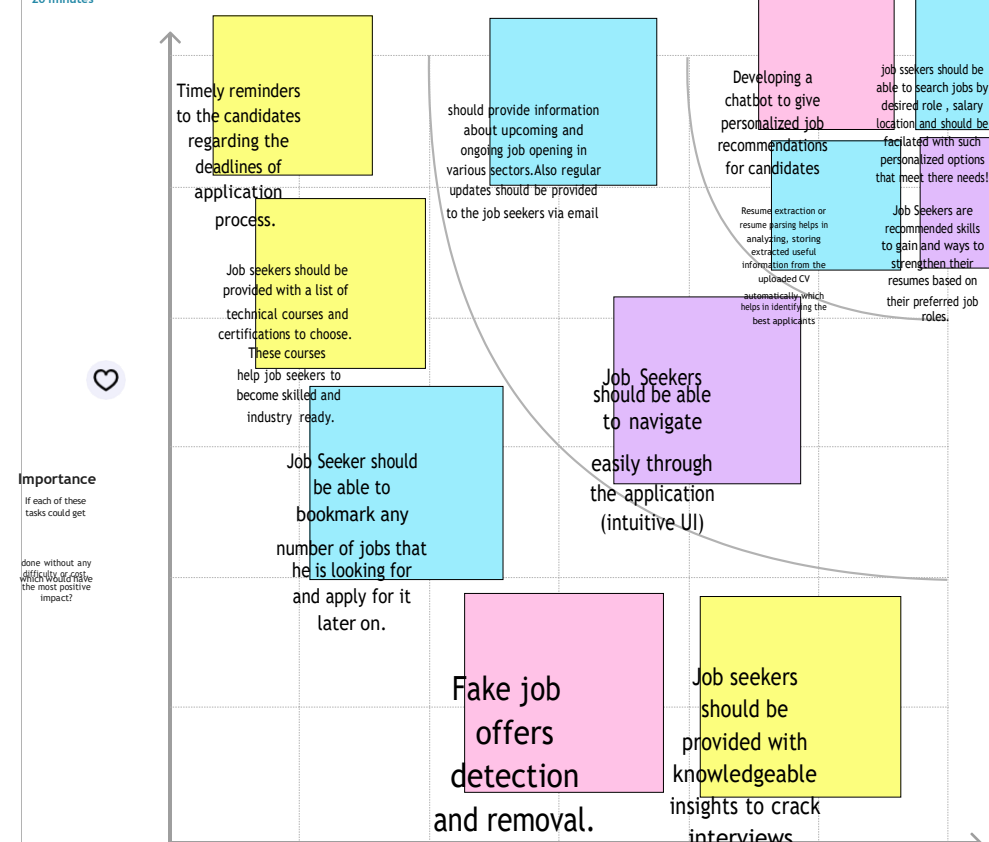 20 minutes
Timely reminders
to the candidates
regarding the
deadlines of
application
process.
should provide information
about upcoming and
ongoing job opening in
various sectors.Also regular
updates should be provided
to the job seekers via email
Developing a
chatbot to give
personalized job
recommendations
for candidates
job ssekers should be
able to search jobs by
desired role , salary
location and should be
facilated with such
personalized options
that meet there needs!
Resume extraction or
resume parsing helps in
analyzing, storing
extracted useful
information from the
uploaded CV
automatically which
helps in identifying the
best applicants
Job Seekers are
recommended skills
to gain and ways to
strengthen their
resumes based on
their preferred job
roles.
Job seekers should be
provided with a list of
technical courses and
certifications to choose.
These courses
help job seekers to
become skilled and
industry ready.
Job Seekers
should be able
to navigate
easily through
the application
(intuitive UI)
Job Seeker should
be able to
bookmark any
number of jobs that
he is looking for
and apply for it
later on.
Importance
If each of these
tasks could get
done without any
difficulty or cost,
which would have
the most positive
impact?
Fake job
offers
detection
and removal.
Job seekers
should be
provided with
knowledgeable
insights to crack
interviews